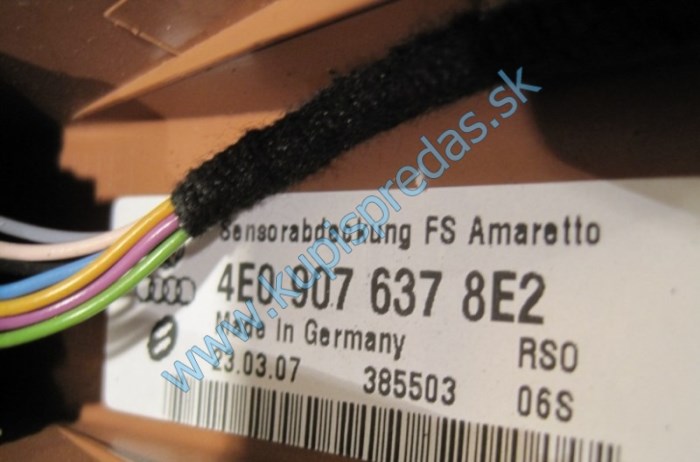 Sensorabdeckung FS Amaretto
4E0 907 637 8E2
Made In Germany
RSO
23.03.07
385503
06S
www.kupispredas.sk